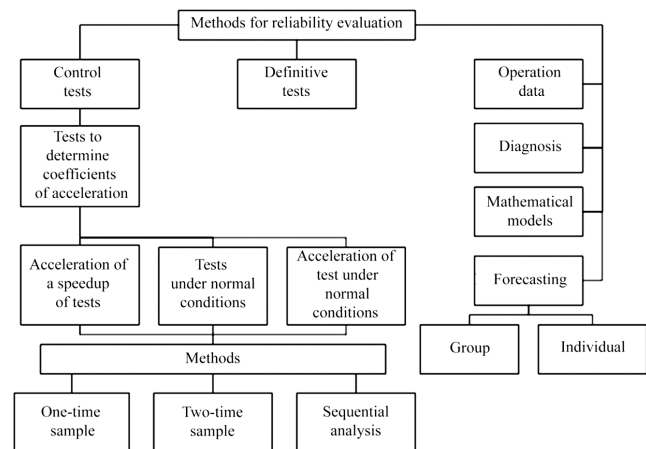 Methods for reliability evaluation
Control
tests
Definitive
tests
Operation
data
Tests to
determine
coefficients
of acceleration
Diagnosis
Mathematical
models
Acceleration of
a speedup
of tests
Tests
under normal
conditions
Acceleration of
test under
normal
conditions
Forecasting
Group
Individual
Methods
One-time
sample
Two-time
sample
Sequential
analysis